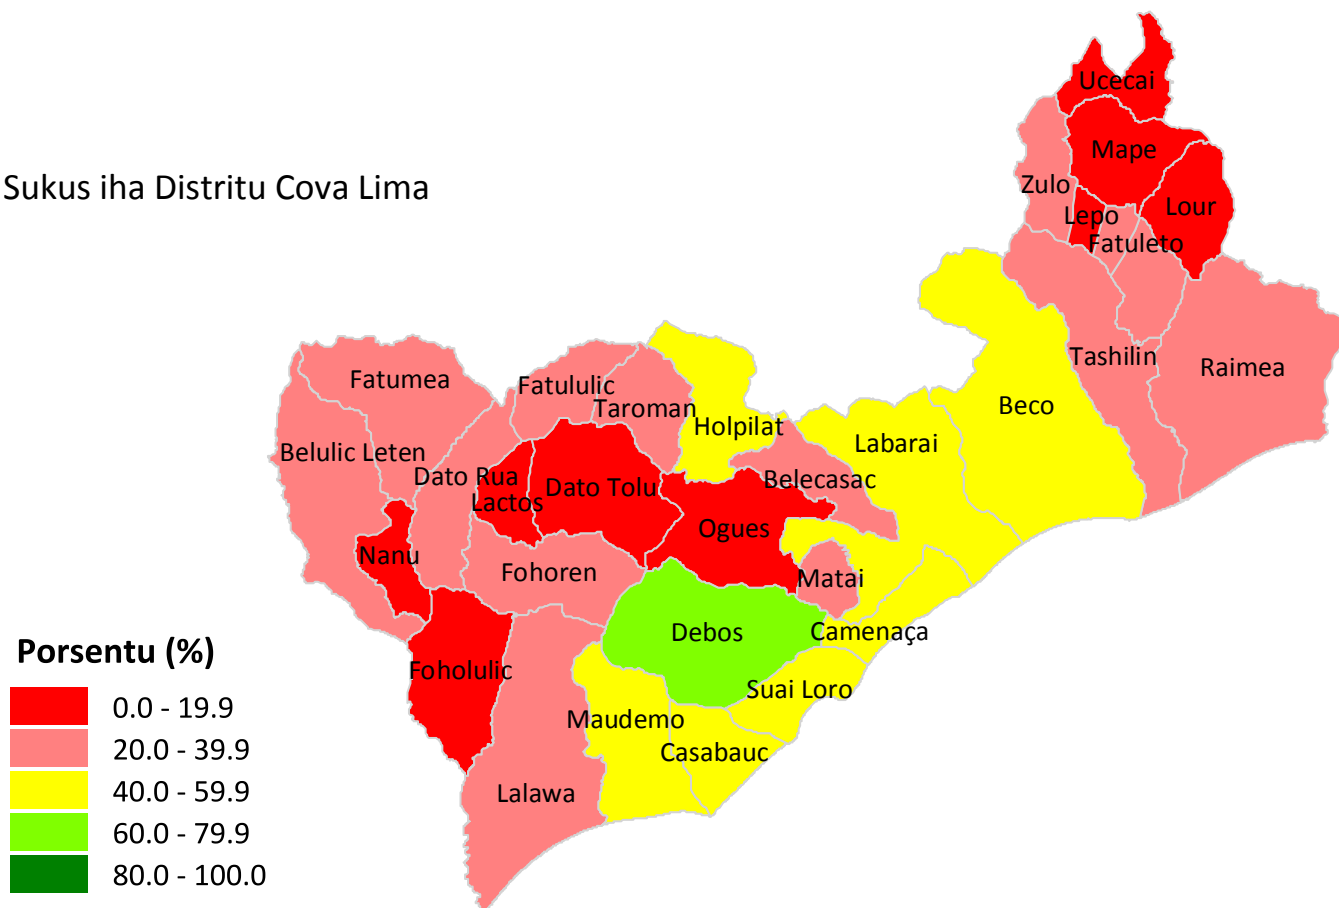 Ucecai
Mape
Sukus iha Distritu Cova Lima
Zulo
Lepo
Lour
Fatuleto
Tashilin
Raimea
Fatumea
Fatululic
Taroman
Beco
Holpilat
Labarai
Belulic Leten
Dato Rua
Lactos
Dato Tolu
Belecasac
Ogues
Nanu
Fohoren
Matai
Debos
Camenaça
Foholulic
Suai Loro
Maudemo
Casabauc
Lalawa
Porsentu (%)
0.0 - 19.9
20.0 - 39.9
40.0 - 59.9
60.0 - 79.9
80.0 - 100.0